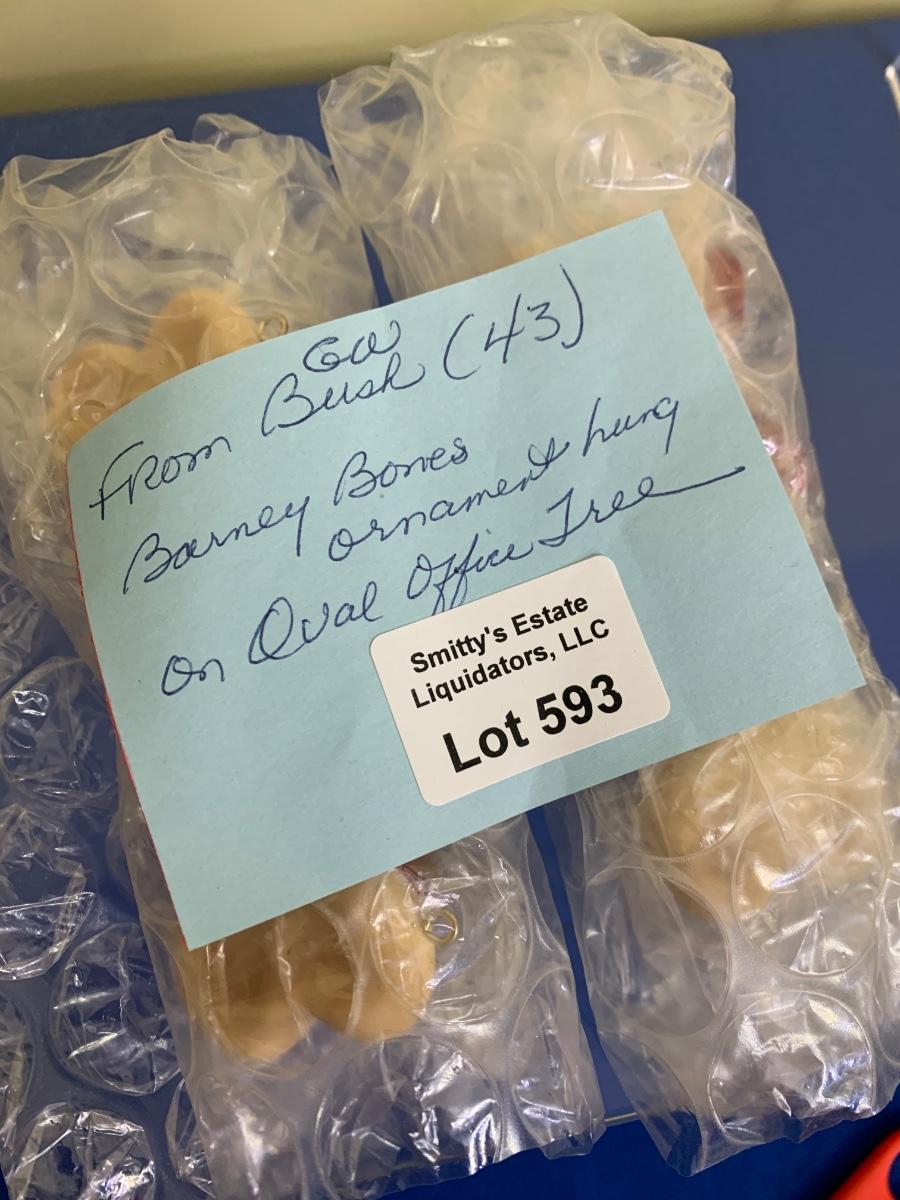 GW
From Bush (43)
Barney Bones
ornament hung
on Oval Office Tree
Smitty's Estate
Liquidators, LLC
Lot 593